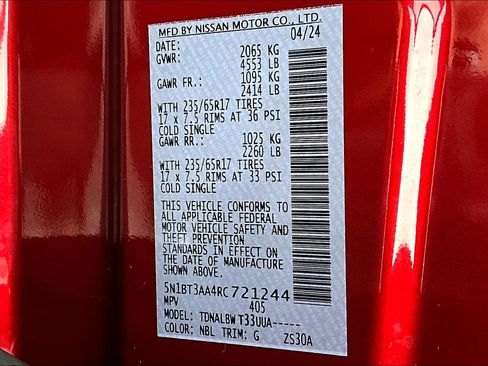 MFD BY NISSAN MOTOR CO., LTD.
DATE: 04/24
GVWR: 2065 KG
4553 LB
GAWR FR.: 1095 KG
2414 LB
WITH 235/65R17 TIRES
17 x 7.5 RIMS AT 36 PSI
COLD SINGLE
GAWR RR.: 1025 KG
2260 LB
WITH 235/65R17 TIRES
17 x 7.5 RIMS AT 33 PSI
COLD SINGLE
THIS VEHICLE CONFORMS TO
ALL APPLICABLE FEDERAL
MOTOR VEHICLE SAFETY AND
THEFT PREVENTION
STANDARDS IN EFFECT ON
THE DATE OF MANUFACTURE
SHOWN ABOVE.
5N1BT3AA4RC721244
MPV 405
MODEL: TDNALBW T33UUA-----
COLOR: NBL TRIM: G ZS30A